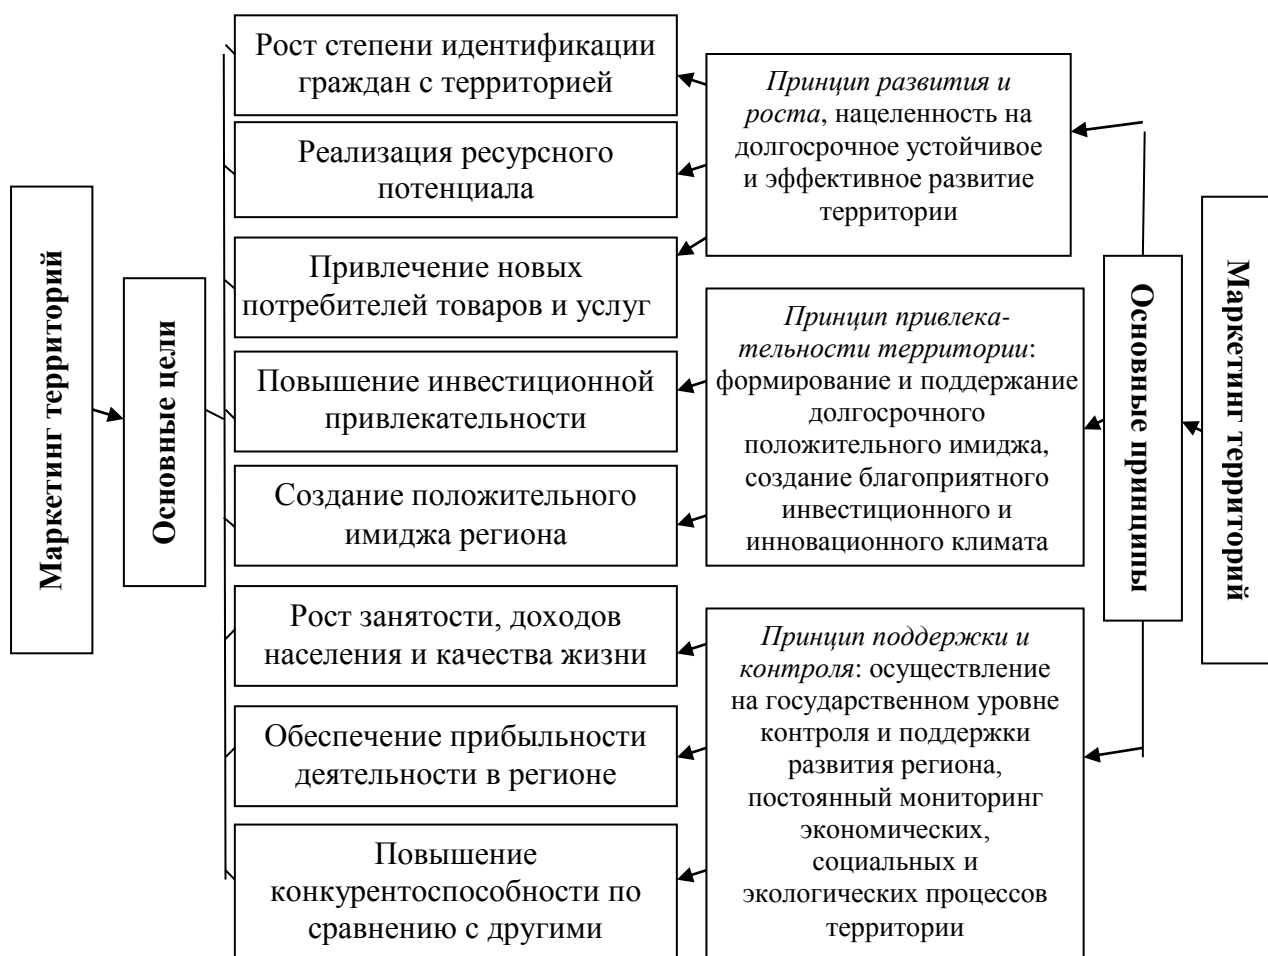 Маркетинг территорий
Основные цели
Рост степени идентификации
граждан с территорией
Реализация ресурсного
потенциала
Привлечение новых
потребителей товаров и услуг
Повышение инвестиционной
привлекательности
Создание положительного
имиджа региона
Рост занятости, доходов
населения и качества жизни
Обеспечение прибыльности
деятельности в регионе
Повышение
конкурентоспособности по
сравнению с другими
Принцип развития и
роста, нацеленность на
долгосрочное устойчивое
и эффективное развитие
территории
Принцип привлека-
тельности территории:
формирование и поддержание
долгосрочного
положительного имиджа,
создание благоприятного
инвестиционного и
инновационного климата
Принцип поддержки и
контроля: осуществление
на государственном уровне
контроля и поддержки
развития региона,
постоянный мониторинг
экономических,
социальных и
экологических процессов
территории
Основные принципы
Маркетинг территорий